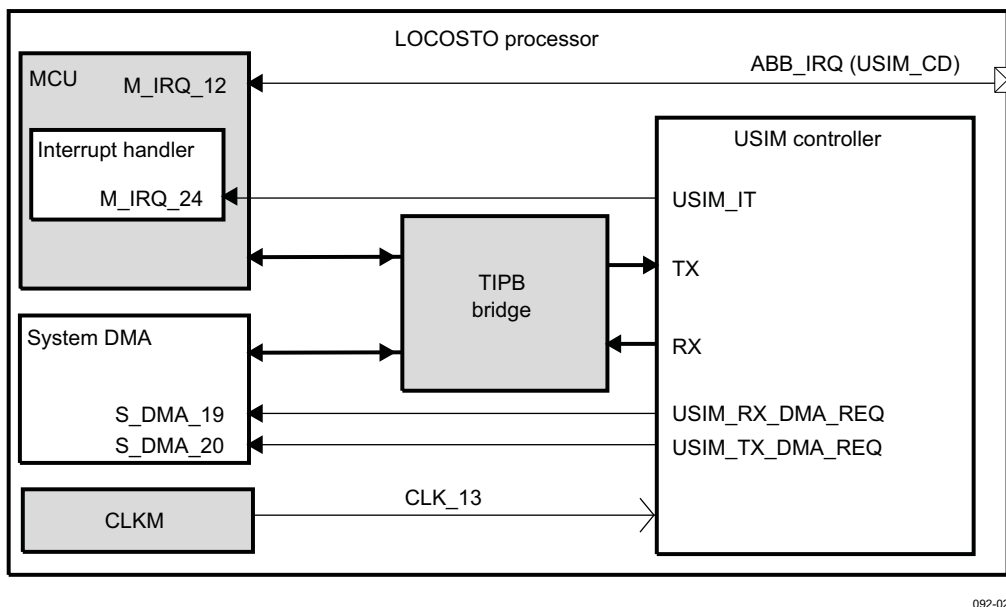 LOCOSTO processor
MCU
M_IRQ_12
ABB_IRQ (USIM_CD)
Interrupt handler
M_IRQ_24
USIM controller
USIM_IT
TIPB
bridge
TX
RX
System DMA
S_DMA_19
S_DMA_20
USIM_RX_DMA_REQ
USIM_TX_DMA_REQ
CLKM
CLK_13